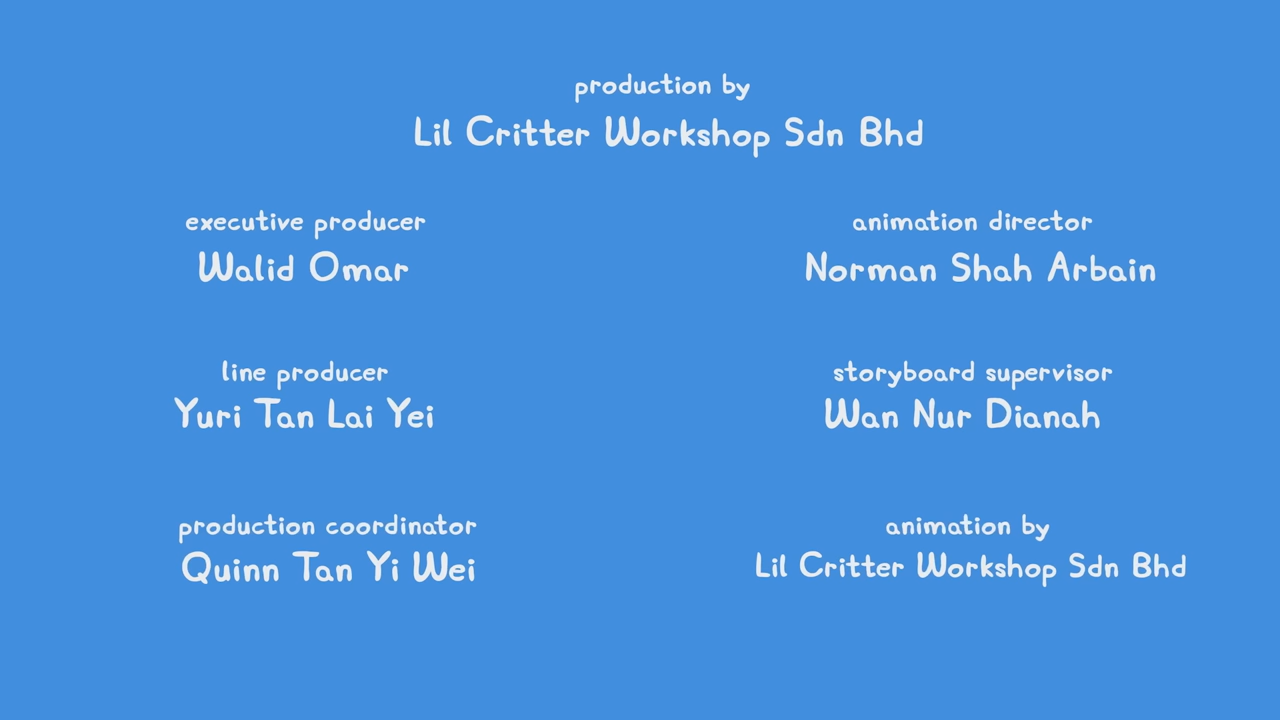 production by
Lil Critter Workshop Sdn Bhd
executive producer
Walid Omar
animation director
Norman Shah Arbain
line producer
Yuri Tan Lai Yei
storyboard supervisor
Wan Nur Dianah
production coordinator
Quinn Tan Yi Wei
animation by
Lil Critter Workshop Sdn Bhd